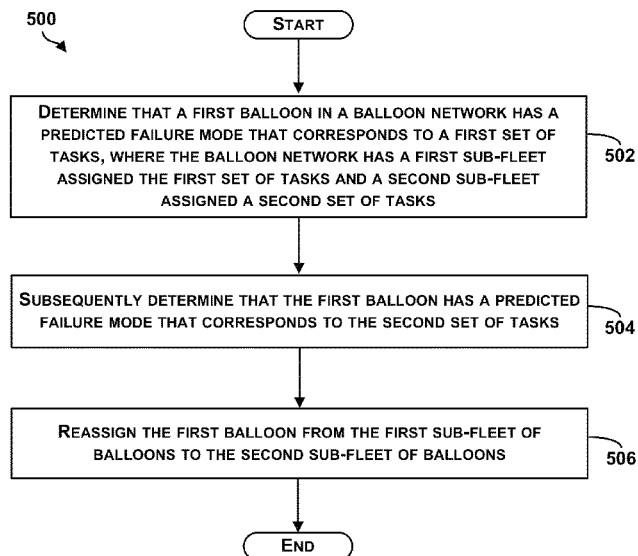 500
START
DETERMINE THAT A FIRST BALLOON IN A BALLOON NETWORK HAS A
PREDICTED FAILURE MODE THAT CORRESPONDS TO A FIRST SET OF
TASKS, WHERE THE BALLOON NETWORK HAS A FIRST SUB-FLEET
ASSIGNED THE FIRST SET OF TASKS AND A SECOND SUB-FLEET
ASSIGNED A SECOND SET OF TASKS
502
SUBSEQUENTLY DETERMINE THAT THE FIRST BALLOON HAS A PREDICTED
FAILURE MODE THAT CORRESPONDS TO THE SECOND SET OF TASKS
504
REASSIGN THE FIRST BALLOON FROM THE FIRST SUB-FLEET OF
BALLOONS TO THE SECOND SUB-FLEET OF BALLOONS
506
END